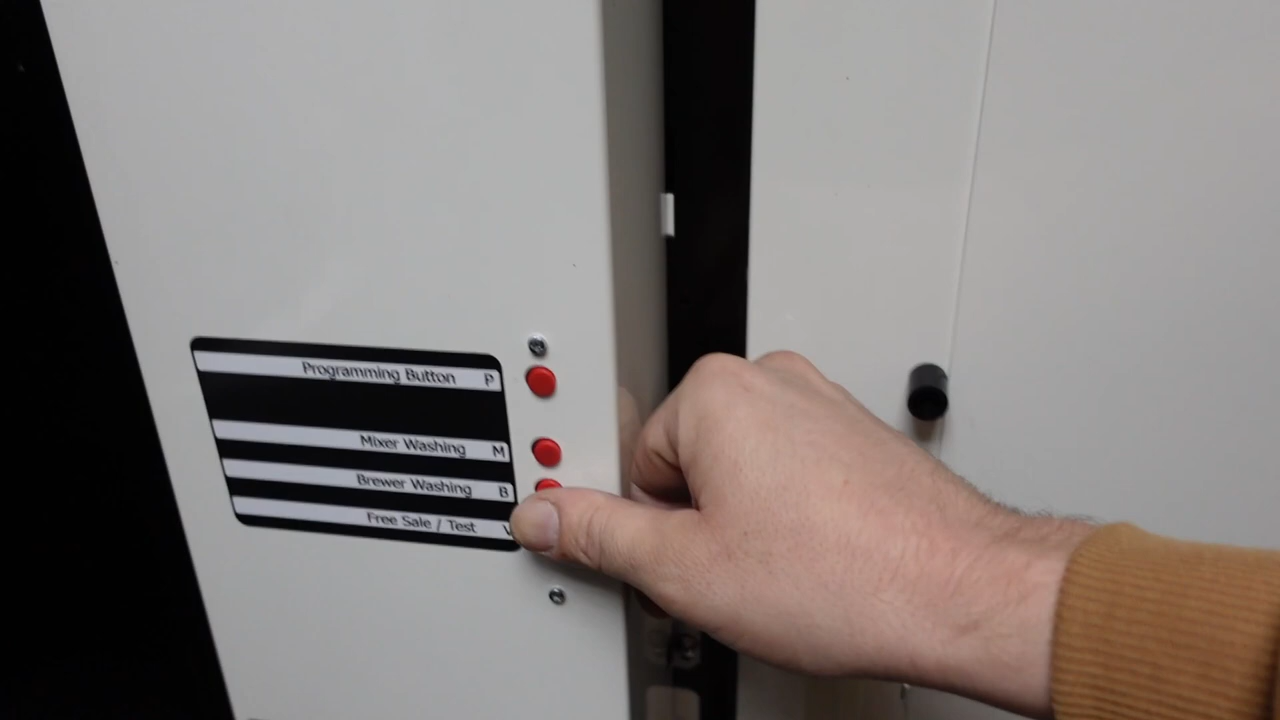 Programming Button P
Mixer Washing M
Brewer Washing B
Free Sale / Test